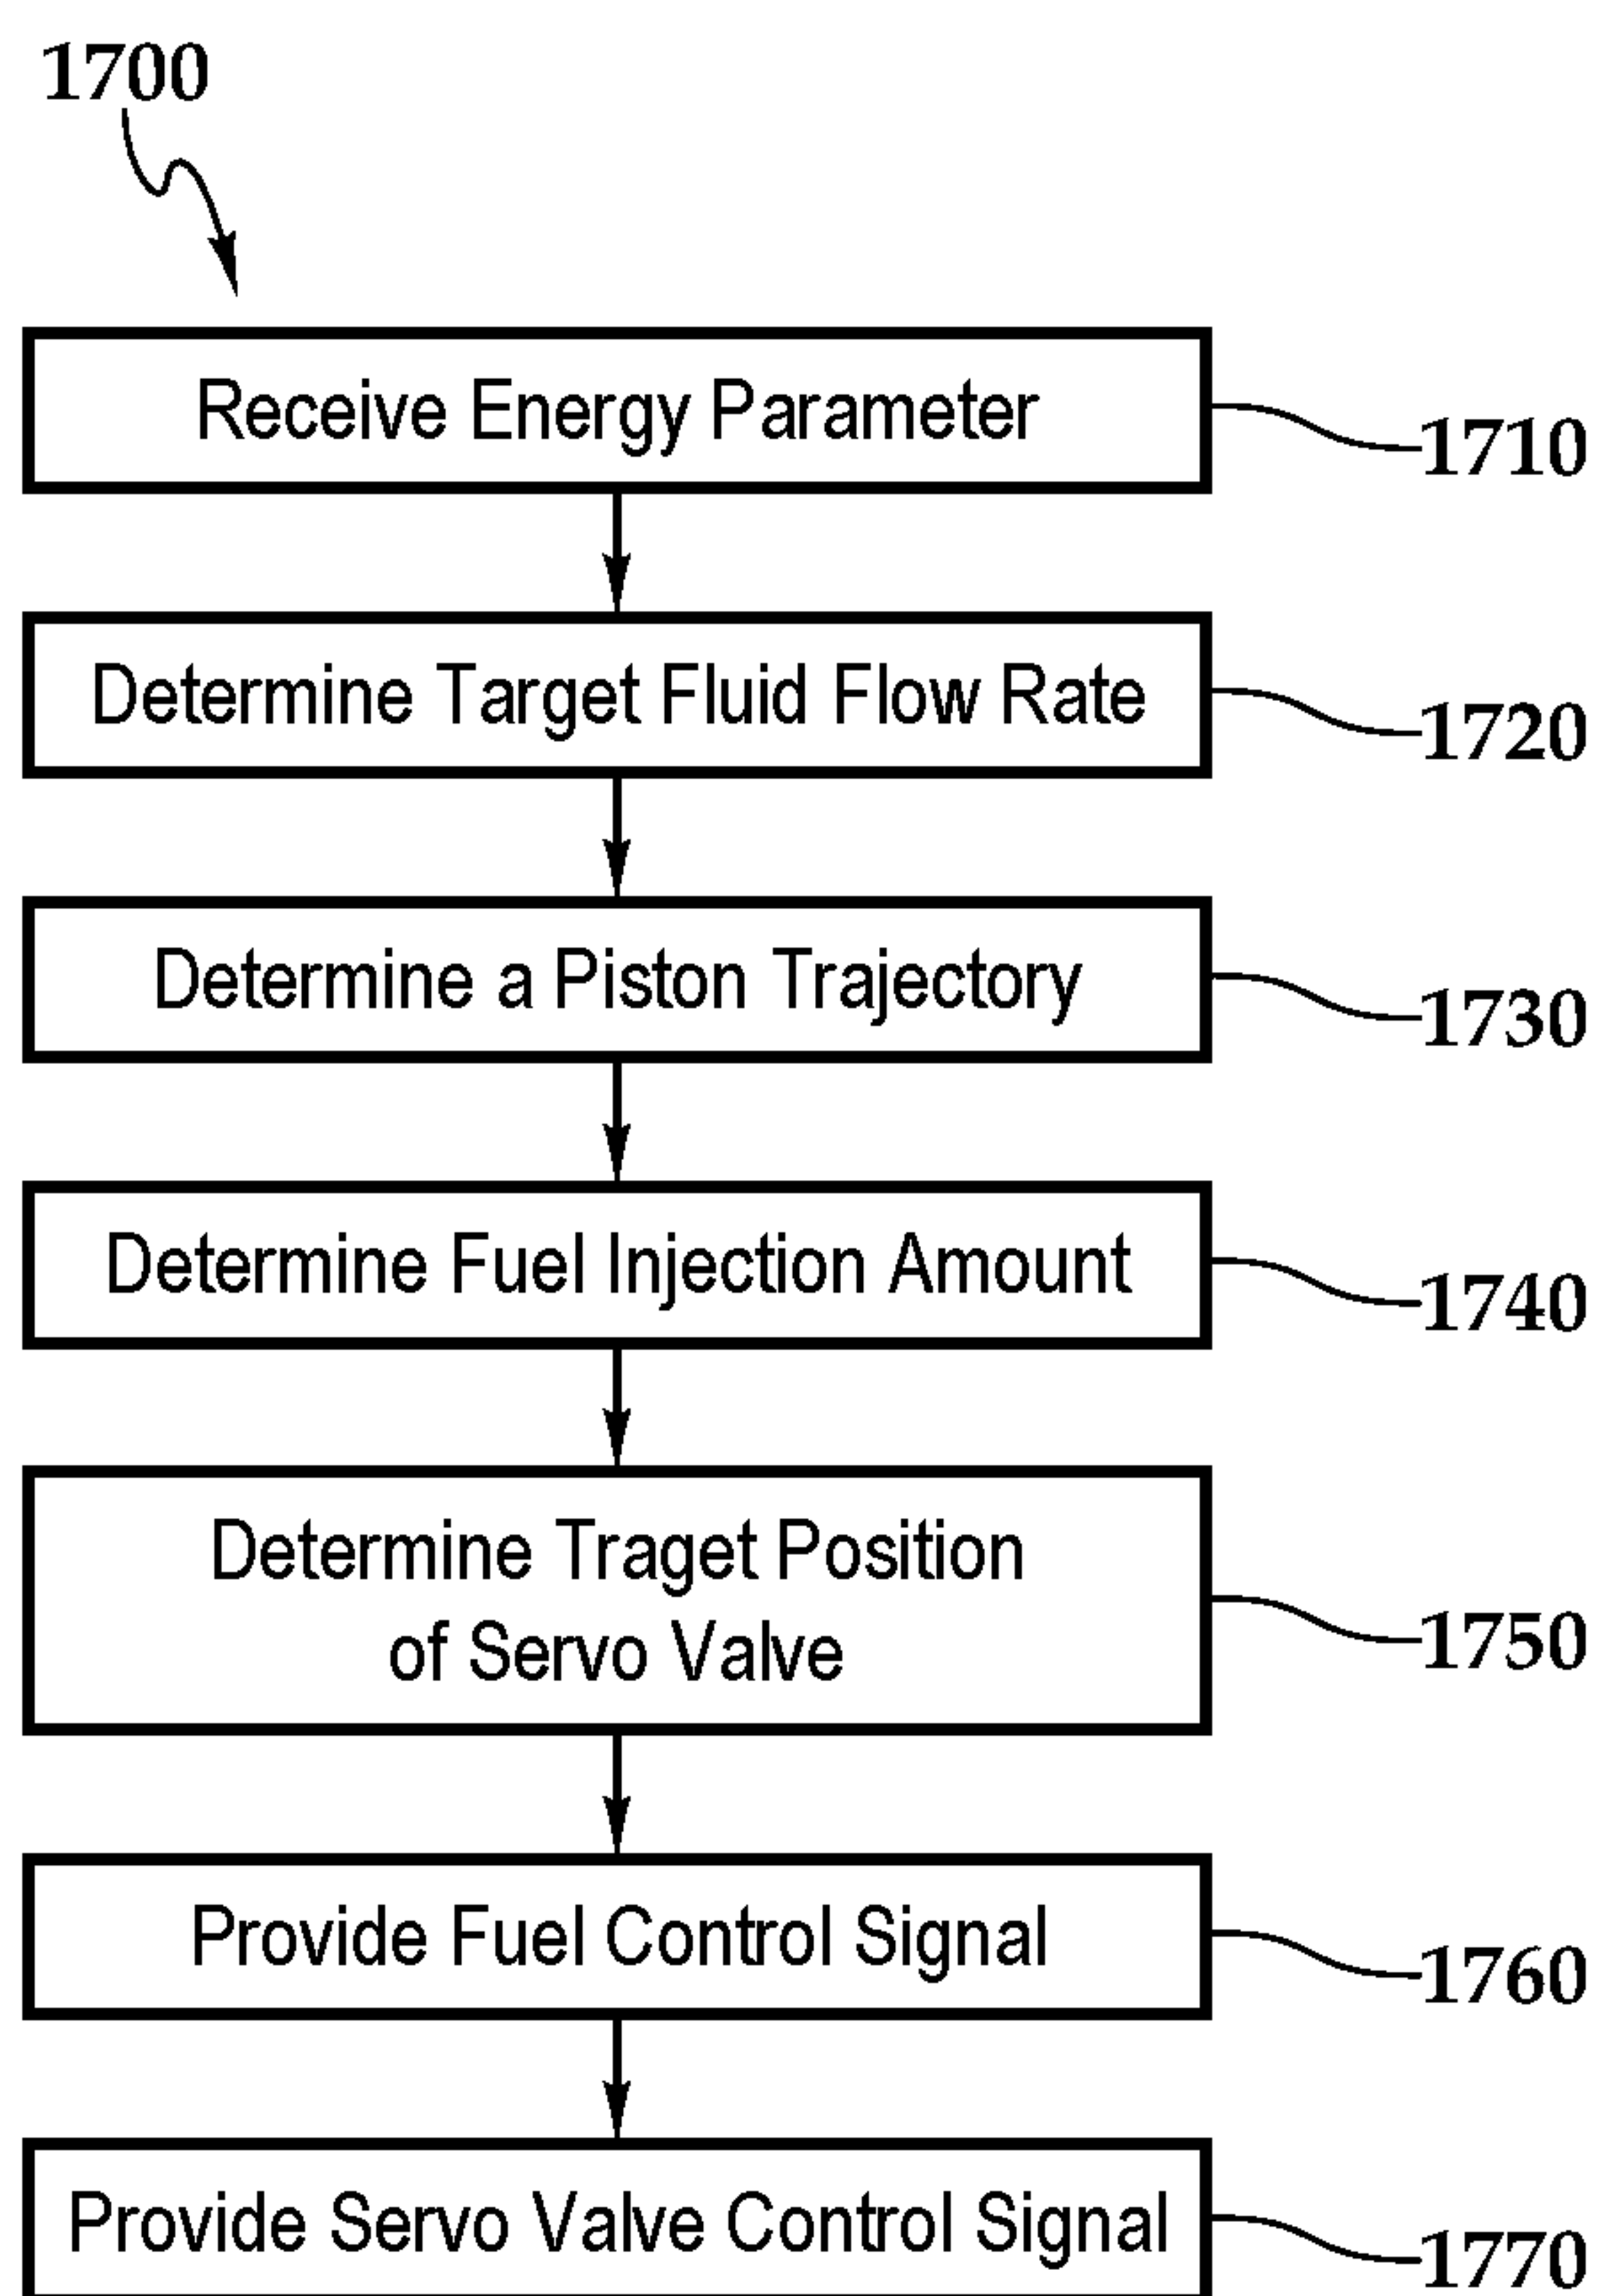 1700
Receive Energy Parameter
1710
Determine Target Fluid Flow Rate
1720
Determine a Piston Trajectory
1730
Determine Fuel Injection Amount
1740
Determine Traget Position
of Servo Valve
1750
Provide Fuel Control Signal
1760
Provide Servo Valve Control Signal
1770